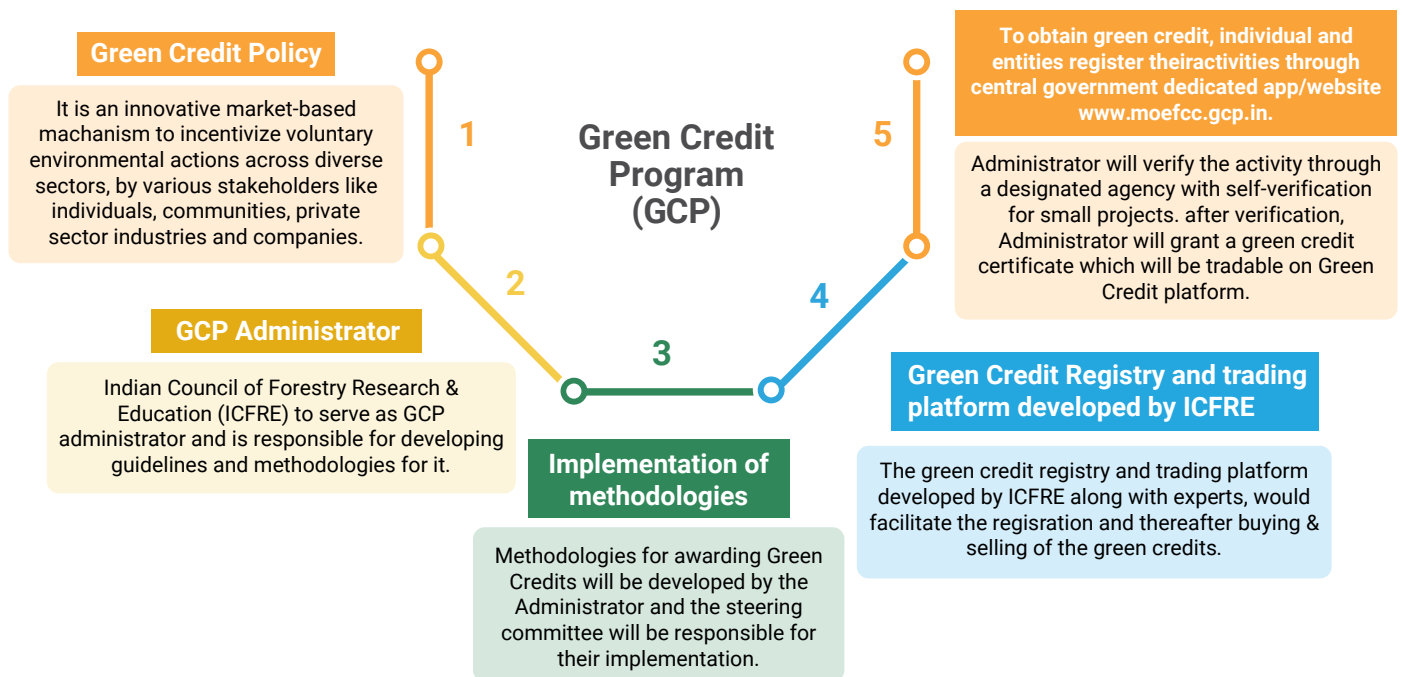 Green Credit Program
(GCP)
1
Green Credit Policy
It is an innovative market-based
machanism to incentivize voluntary
environmental actions across diverse
sectors, by various stakeholders like
individuals, communities, private
sector industries and companies.
2
GCP Administrator
Indian Council of Forestry Research &
Education (ICFRE) to serve as GCP
administrator and is responsible for developing
guidelines and methodologies for it.
3
Implementation of
methodologies
Methodologies for awarding Green
Credits will be developed by the
Administrator and the steering
committee will be responsible for
their implementation.
4
Green Credit Registry and trading
platform developed by ICFRE
The green credit registry and trading platform
developed by ICFRE along with experts, would
facilitate the regisration and thereafter buying &
selling of the green credits.
5
To obtain green credit, individual and
entities register theiractivities through
central government dedicated app/website
www.moefcc.gcp.in.
Administrator will verify the activity through
a designated agency with self-verification
for small projects. after verification,
Administrator will grant a green credit
certificate which will be tradable on Green
Credit platform.